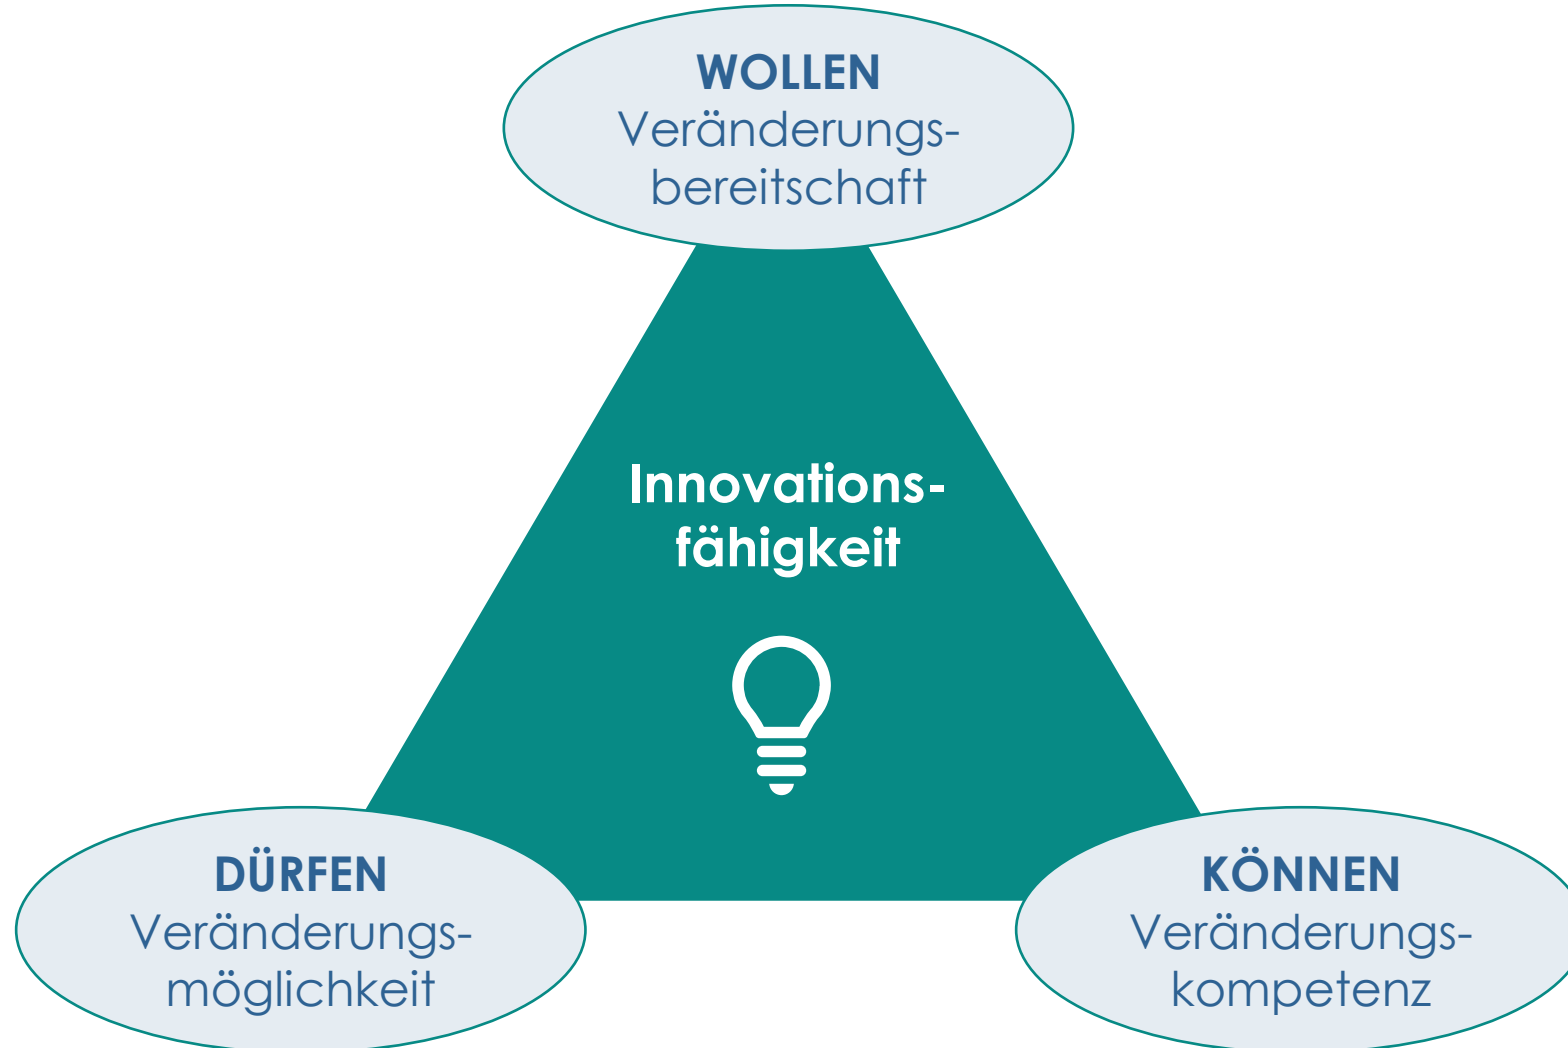 WOLLEN
Veränderungs-
bereitschaft
Innovations-
fähigkeit
DÜRFEN
Veränderungs-
möglichkeit
KÖNNEN
Veränderungs-
kompetenz